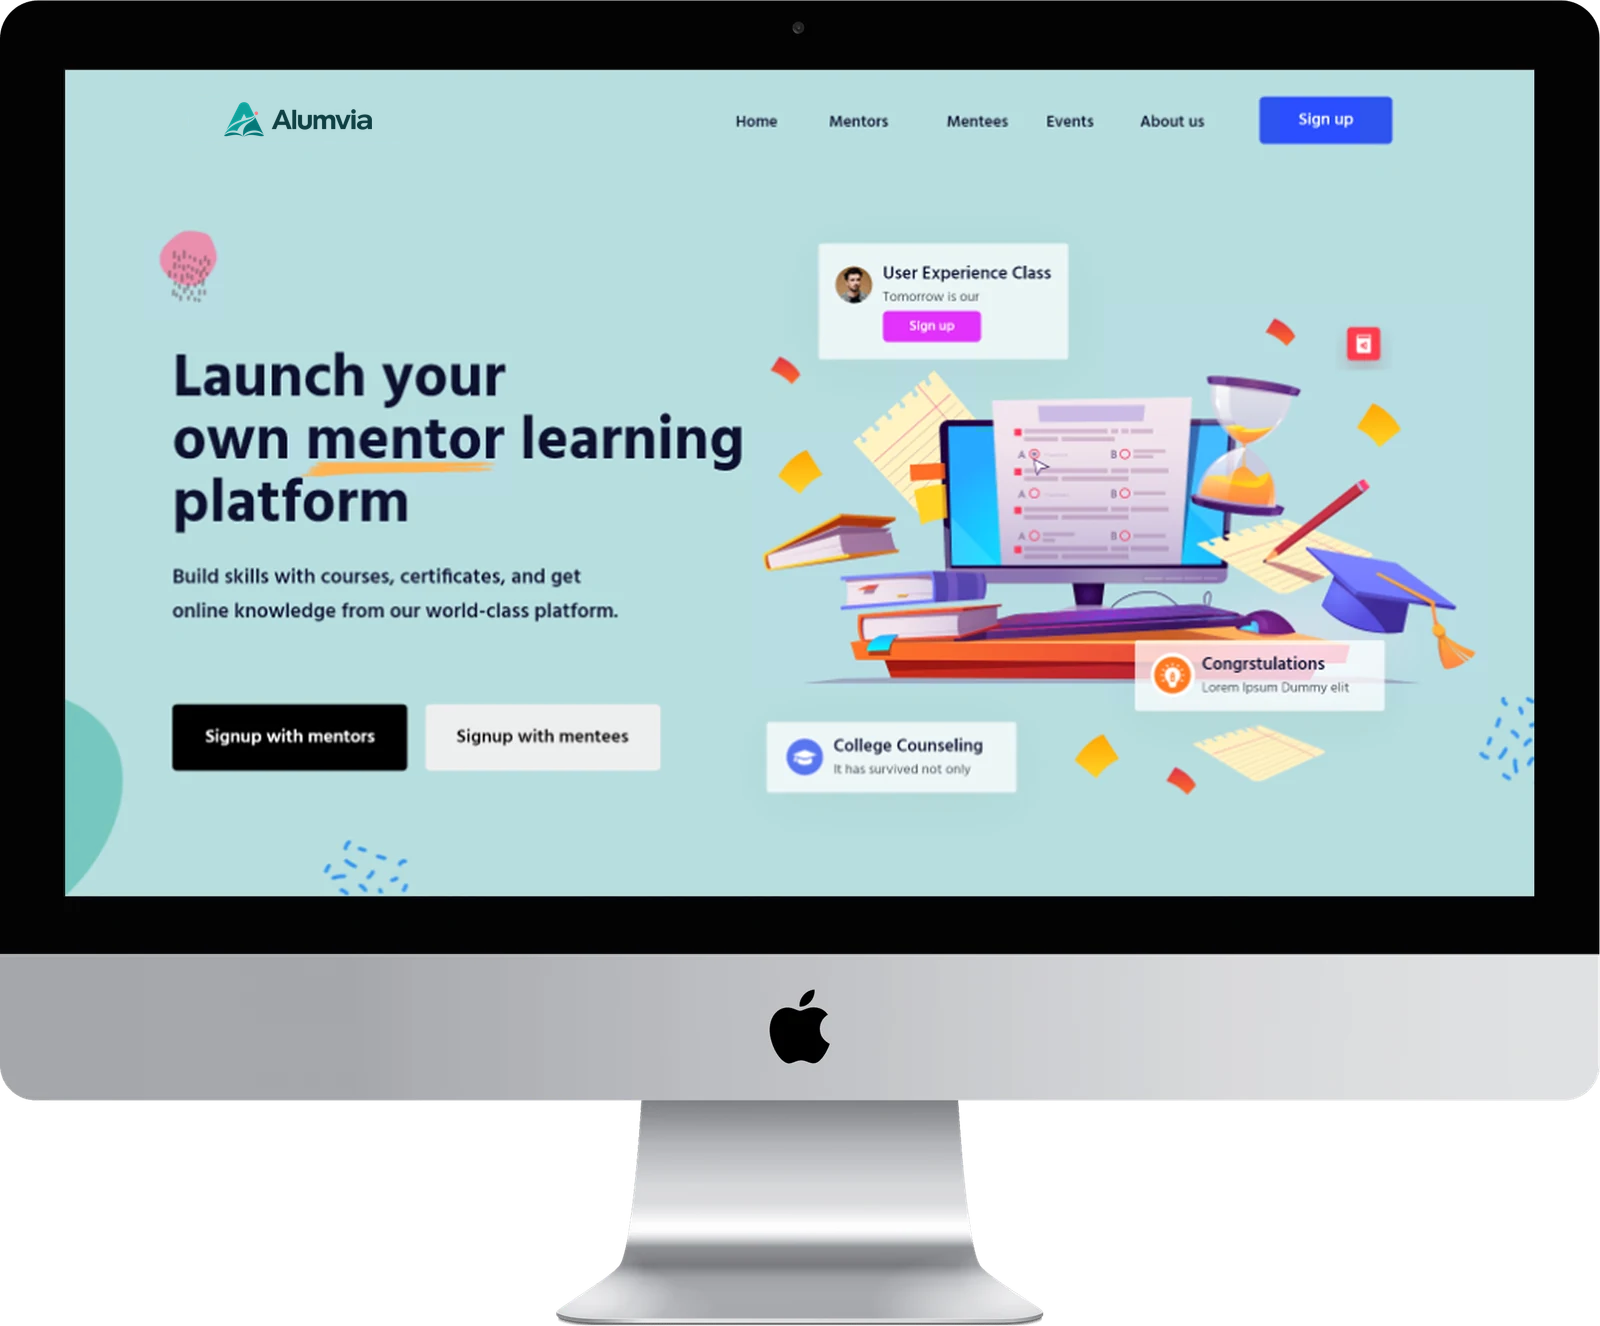 Alumvia
Home
Mentors
Mentees
Events
About us
Sign up
Launch your
own mentor learning
platform
Build skills with courses, certificates, and get
online knowledge from our world-class platform.
Signup with mentors
Signup with mentees
User Experience Class
Tomorrow is our
Sign up
A
B
A
B
A
B
Congrstulations
Lorem Ipsum Dummy elit
College Counseling
It has survived not only